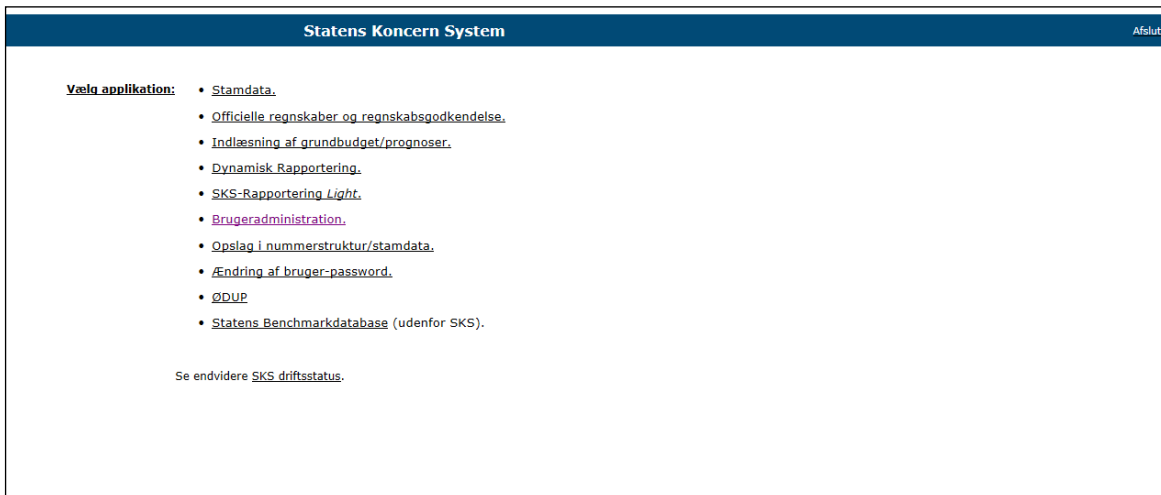 Statens Koncern System
Afslut
Vælg applikation:
• Stamdata.
• Officielle regnskaber og regnskabsgodkendelse.
• Indlæsning af grundbudget/prognoser.
• Dynamisk Rapportering.
• SKS-Rapportering Light.
• Brugeradministration.
• Opslag i nummerstruktur/stamdata.
• Ændring af bruger-password.
• ØDUP
• Statens Benchmarkdatabase (udenfor SKS).
Se endvidere SKS driftsstatus.